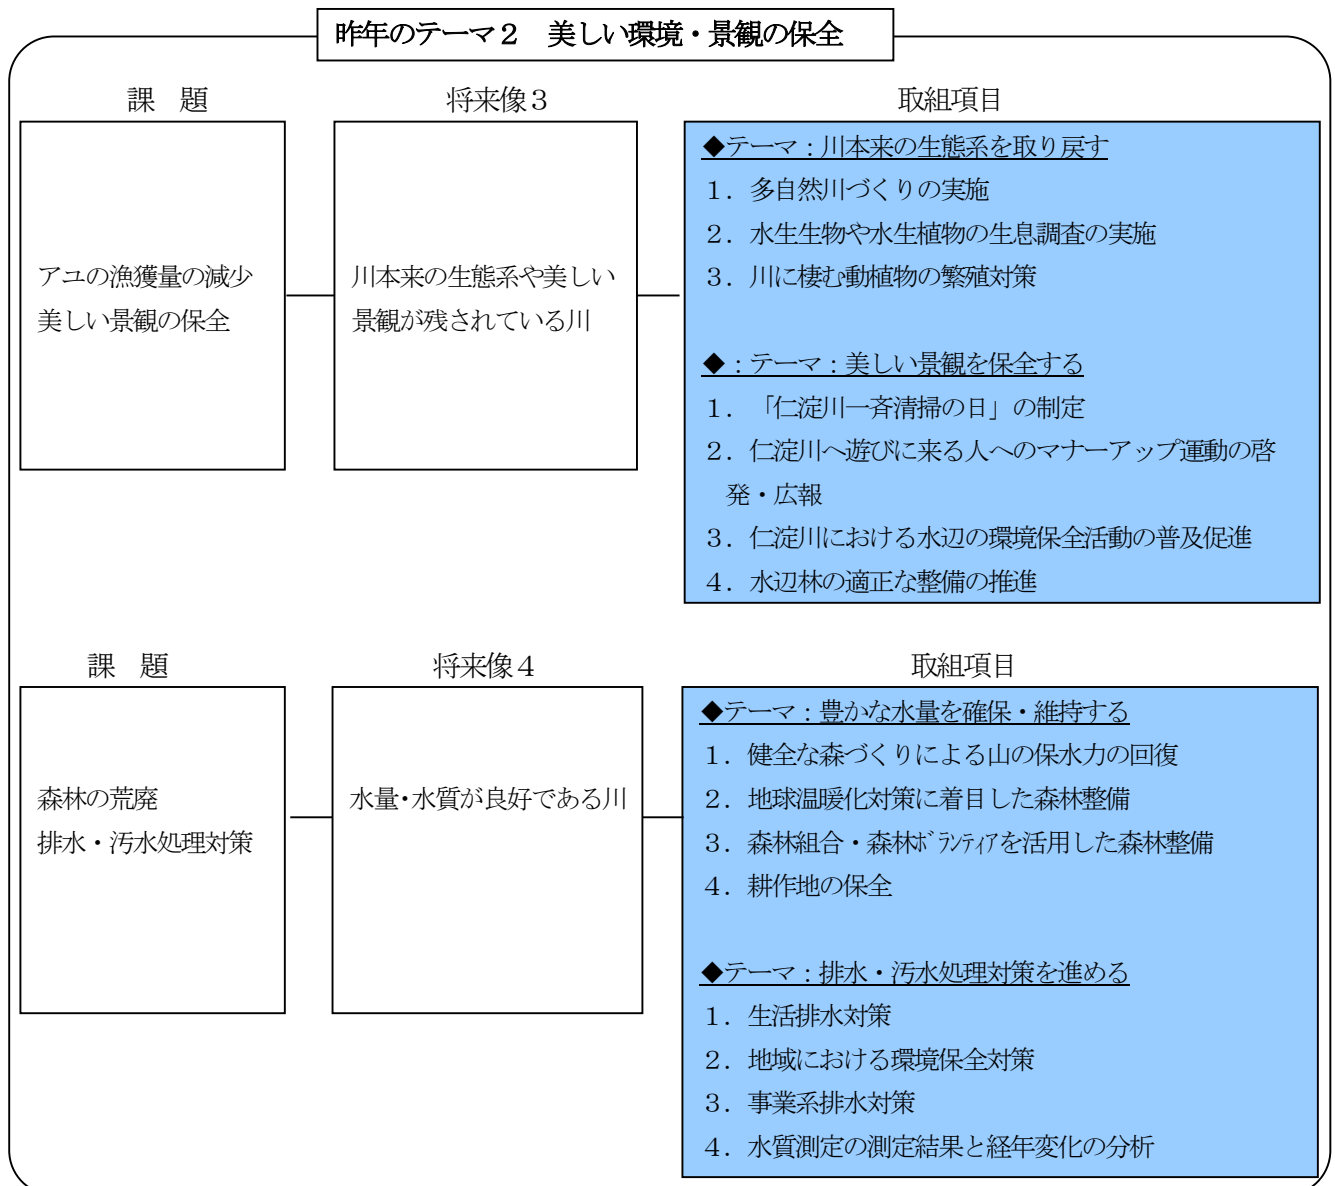 昨年のテーマ２　美しい環境・景観の保全
課　題
将来像３
取組項目
アユの漁獲量の減少
美しい景観の保全
川本来の生態系や美しい
景観が残されている川
◆テーマ：川本来の生態系を取り戻す
１．多自然川づくりの実施
２．水生生物や水生植物の生息調査の実施
３．川に棲む動植物の繁殖対策
◆：テーマ：美しい景観を保全する
１．「仁淀川一斉清掃の日」の制定
２．仁淀川へ遊びに来る人へのマナーアップ運動の啓
発・広報
３．仁淀川における水辺の環境保全活動の普及促進
４．水辺林の適正な整備の推進
課　題
将来像４
取組項目
森林の荒廃
排水・汚水処理対策
水量・水質が良好である川
◆テーマ：豊かな水量を確保・維持する
１．健全な森づくりによる山の保水力の回復
２．地球温暖化対策に着目した森林整備
３．森林組合・森林ﾎﾞﾗﾝﾃｨｱを活用した森林整備
４．耕作地の保全
◆テーマ：排水・汚水処理対策を進める
１．生活排水対策
２．地域における環境保全対策
３．事業系排水対策
４．水質測定の測定結果と経年変化の分析